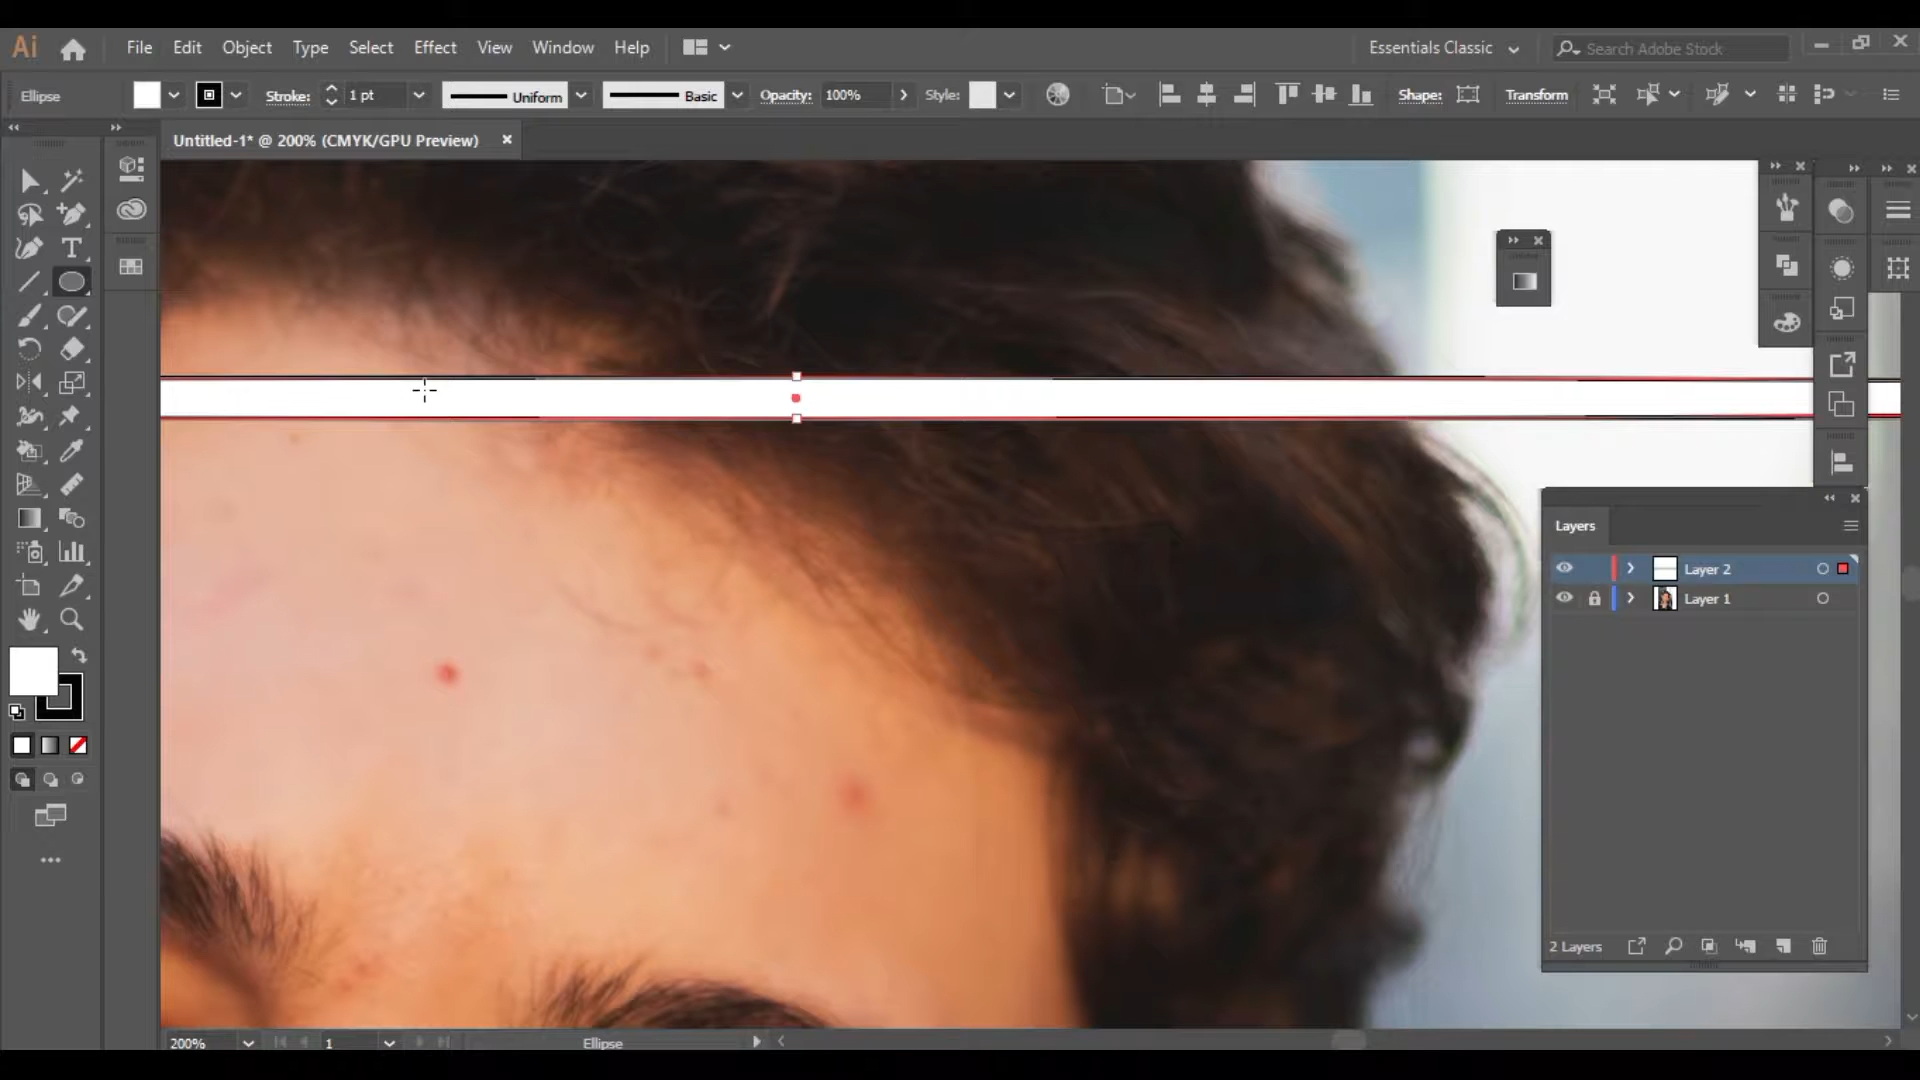 Ai File Edit Object Type Select Effect View Window Help Essentials Classic Search Adobe Stock
Ellipse Stroke: 1 pt Uniform Basic Opacity: 100% Style: Shape: Transform
Untitled-1* @ 200% (CMYK/GPU Preview)
Layers
Layer 2
Layer 1
2 Layers
200% 1 Ellipse